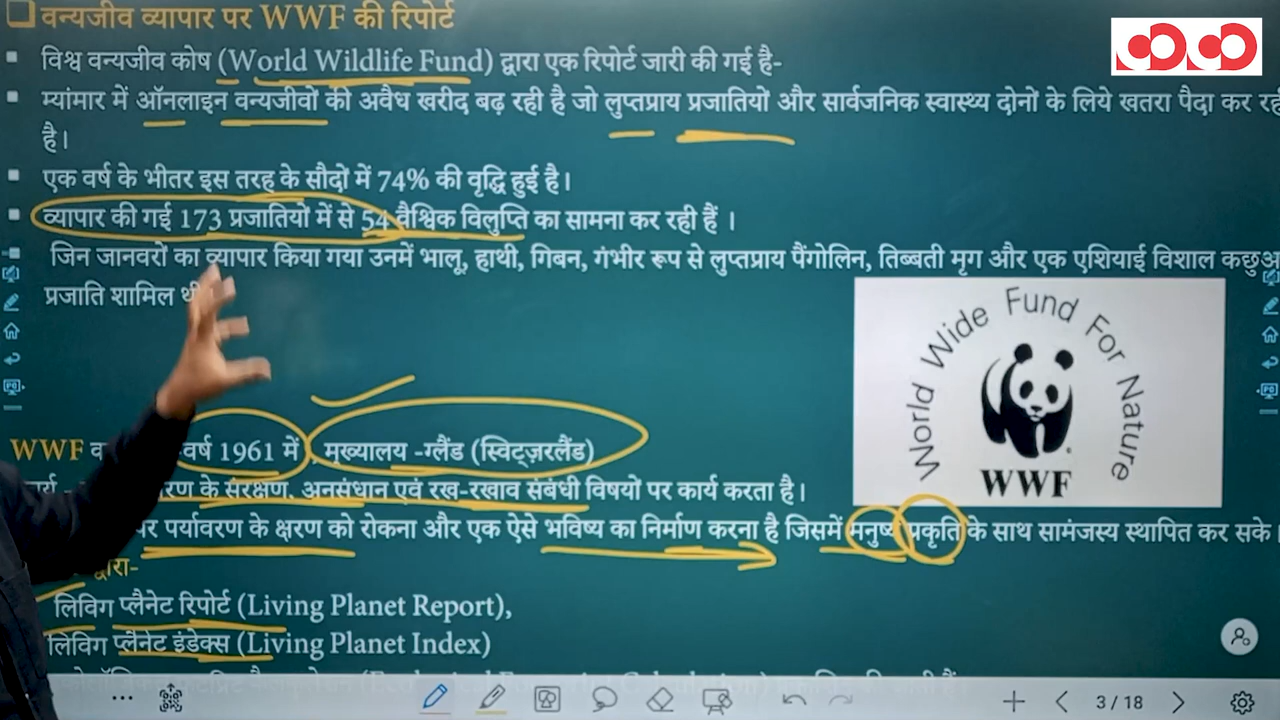 वन्यजीव व्यापार पर WWF की रिपोर्ट
विश्व वन्यजीव कोष (World Wildlife Fund) द्वारा एक रिपोर्ट जारी की गई है-
म्यांमार में ऑनलाइन वन्यजीवों की अवैध खरीद बढ़ रही है जो लुप्तप्राय प्रजातियों और सार्वजनिक स्वास्थ्य दोनों के लिये खतरा पैदा कर
है।
एक वर्ष के भीतर इस तरह के सौदों में 74% की वृद्धि हुई है।
व्यापार की गई 173 प्रजातियों में से 54 वैश्विक विलुप्ति का सामना कर रही हैं ।
जिन जानवरों का व्यापार किया गया उनमें भालू, हाथी, गिबन, गंभीर रूप से लुप्तप्राय पैंगोलिन, तिब्बती मृग और एक एशियाई विशाल
प्रजाति शामिल
World Wide Fund For Nature
WWF
WWF वर्ष 1961 में मुख्यालय -ग्लैंड (स्विट्ज़रलैंड)
के संरक्षण, अनुसंधान एवं रख-रखाव संबंधी विषयों पर कार्य करता है।
पर्यावरण के क्षरण को रोकना और एक ऐसे भविष्य का निर्माण करना है जिसमें मनुष्य प्रकृति के साथ सामंजस्य स्थापित कर सके।
द्वारा-
लिविग प्लैनेट रिपोर्ट (Living Planet Report),
लिविग प्लैनेट इंडेक्स (Living Planet Index)
3 / 18